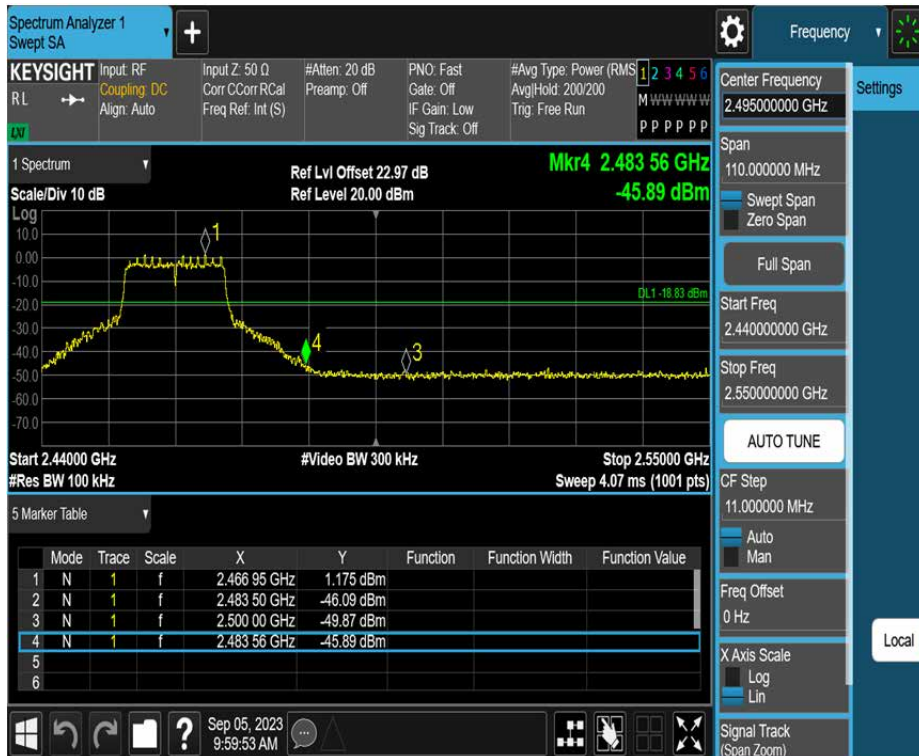 Spectrum Analyzer 1
Swept SA
+
Frequency
KEYSIGHT
RL
LXI
Input: RF
Coupling: DC
Align: Auto
Input Z: 50 Ω
Corr CCorr RCal
Freq Ref: Int (S)
#Atten: 20 dB
Preamp: Off
PNO: Fast
Gate: Off
IF Gain: Low
Sig Track: Off
#Avg Type: Power (RMS
Avg|Hold: 200/200
Trig: Free Run
1 2 3 4 5 6
M W W W W W
P P P P P P
1 Spectrum
Scale/Div 10 dB
Ref Lvl Offset 22.97 dB
Ref Level 20.00 dBm
Mkr4 2.483 56 GHz
-45.89 dBm
Log
10.0
0.00
-10.0
-20.0
-30.0
-40.0
-50.0
-60.0
-70.0
1
4
3
DL1 -18.83 dBm
Start 2.44000 GHz
#Video BW 300 kHz
Stop 2.55000 GHz
#Res BW 100 kHz
Sweep 4.07 ms (1001 pts)
5 Marker Table
Mode Trace Scale X Y Function Function Width Function Value
1 N 1 f 2.466 95 GHz 1.175 dBm
2 N 1 f 2.483 50 GHz -46.09 dBm
3 N 1 f 2.500 00 GHz -49.87 dBm
4 N 1 f 2.483 56 GHz -45.89 dBm
5
6
?
Sep 05, 2023
9:59:53 AM
Center Frequency
2.495000000 GHz
Span
110.000000 MHz
Swept Span
Zero Span
Full Span
Start Freq
2.440000000 GHz
Stop Freq
2.550000000 GHz
AUTO TUNE
CF Step
11.000000 MHz
Auto
Man
Freq Offset
0 Hz
X Axis Scale
Log
Lin
Signal Track
(Span Zoom)
Settings
Local